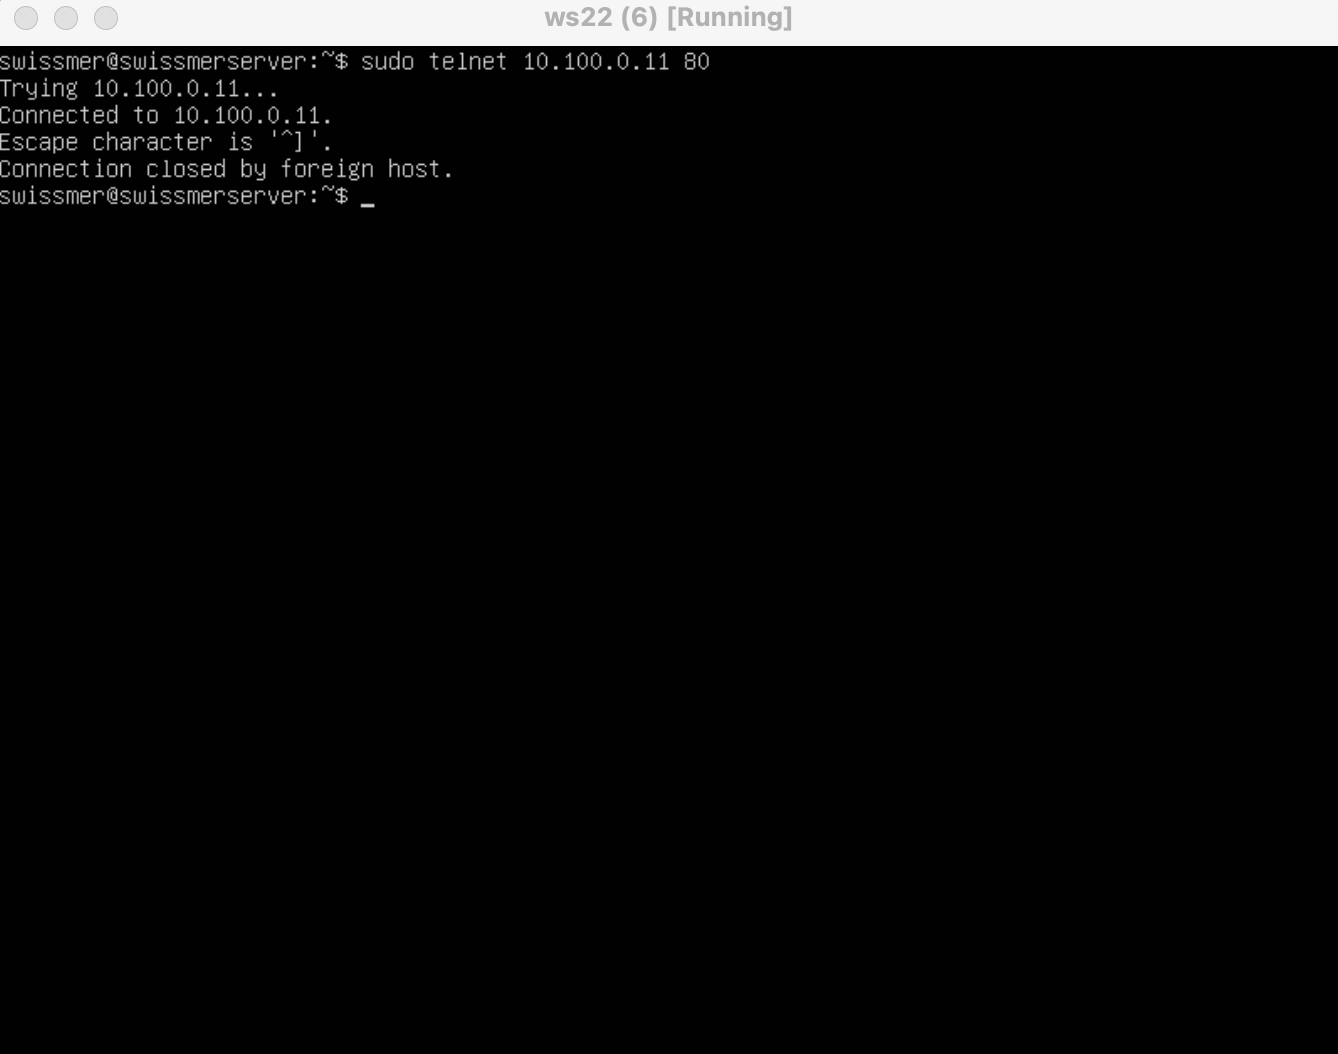 ws22 (6) [Running]
swissmer@swissmerserver:~$ sudo telnet 10.100.0.11 80
Trying 10.100.0.11...
Connected to 10.100.0.11.
Escape character is '^]'.
Connection closed by foreign host.
swissmer@swissmerserver:~$ _